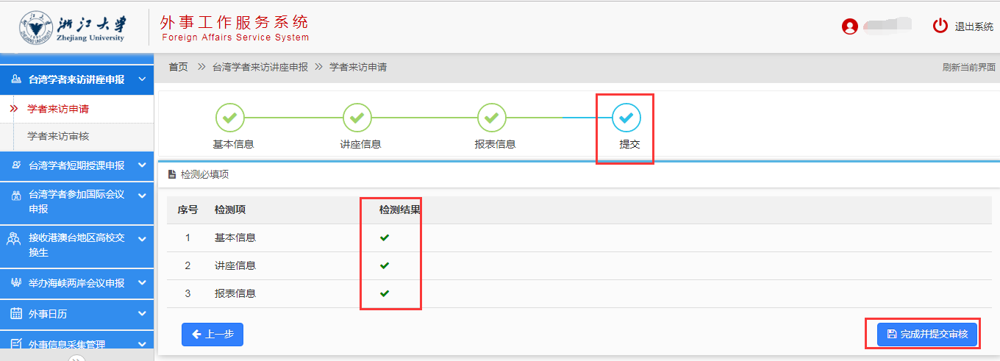 浙江大学
Zhejiang University
外事工作服务系统
Foreign Affairs Service System
退出系统
台湾学者来访讲座申报
学者来访申请
学者来访审核
台湾学者短期授课申报
台湾学者参加国际会议
申报
接收港澳台地区高校交
换生
举办海峡两岸会议申报
外事日历
外事信息采集管理
首页 >> 台湾学者来访讲座申报 >> 学者来访申请
刷新当前界面
基本信息 讲座信息 报表信息 提交
检测必填项
序号 检测项 检测结果
1 基本信息
2 讲座信息
3 报表信息
上一步
完成并提交审核